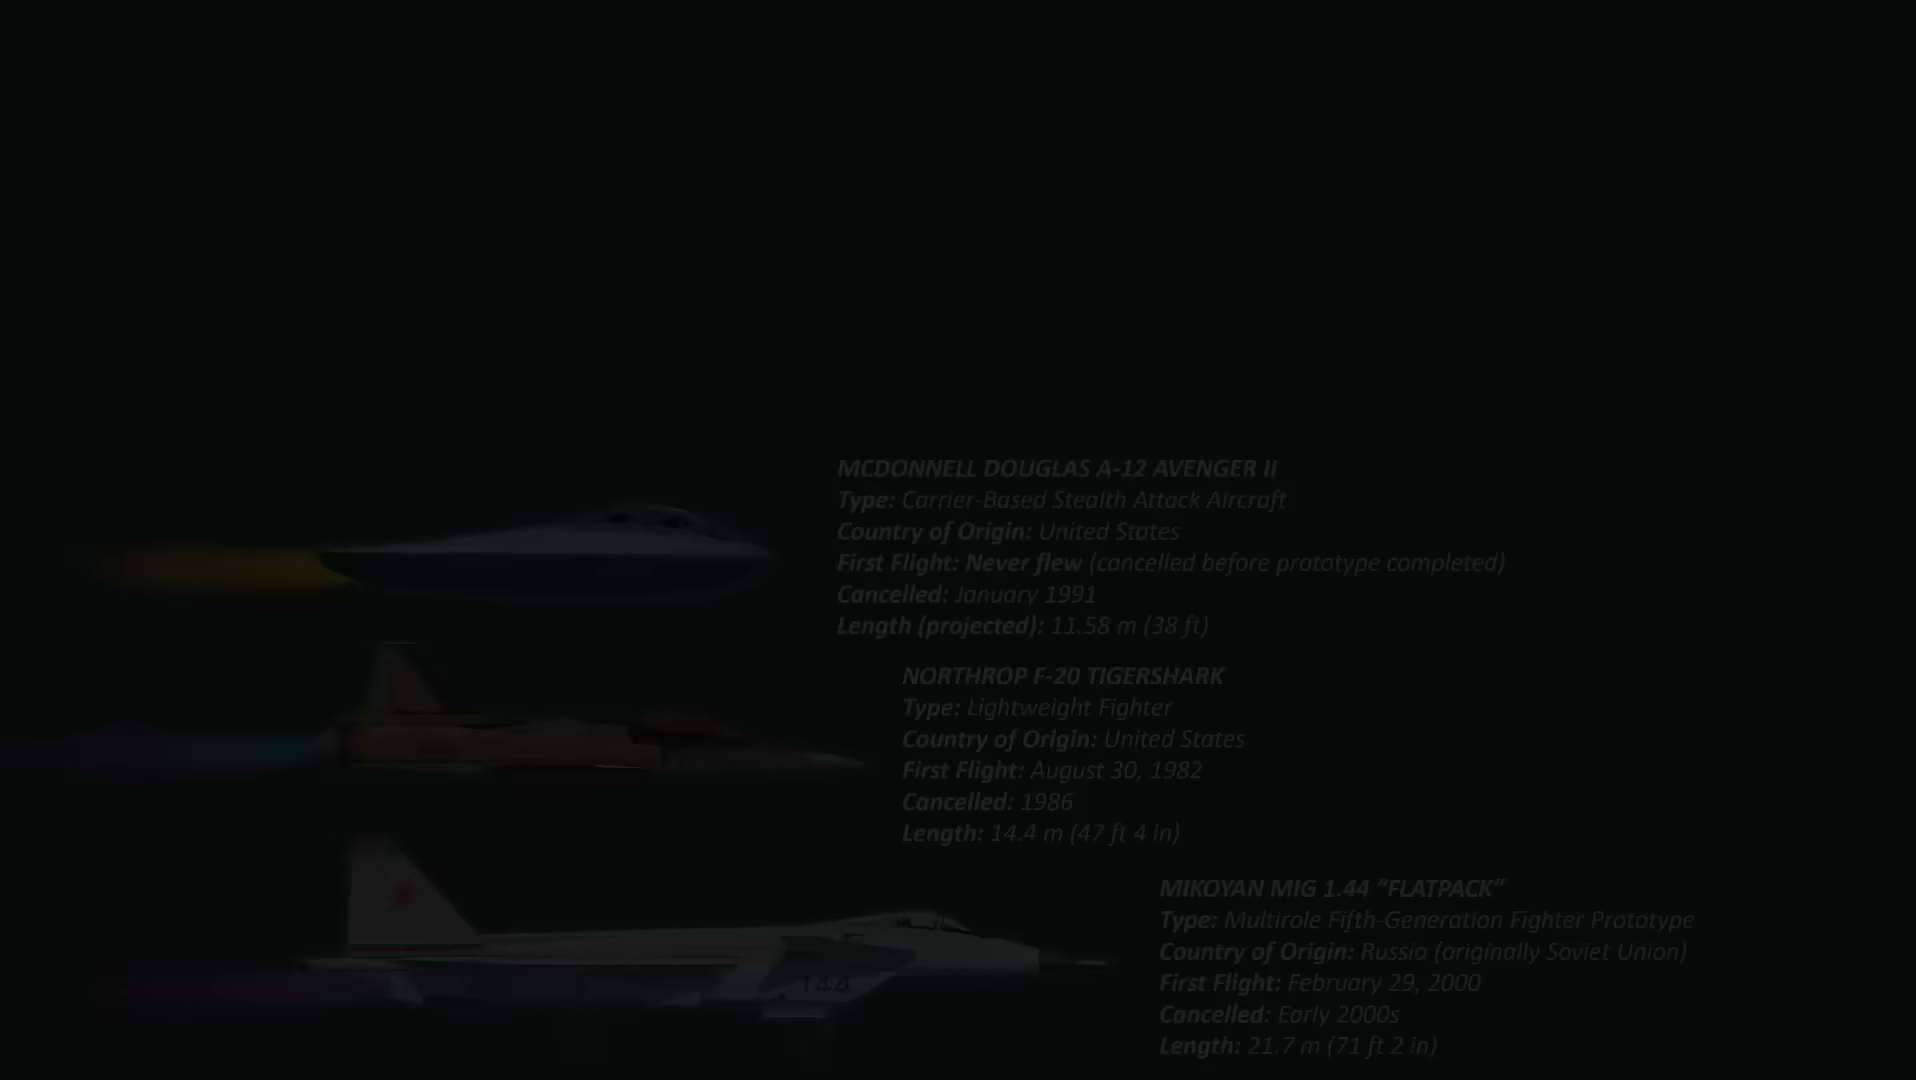 MCDONNELL DOUGLAS A-12 AVENGER II
Type: Carrier-Based Stealth Attack Aircraft
Country of Origin: United States
First Flight: Never flew (cancelled before prototype completed)
Cancelled: January 1991
Length (projected): 11.58 m (38 ft)
NORTHROP F-20 TIGERSHARK
Type: Lightweight Fighter
Country of Origin: United States
First Flight: August 30, 1982
Cancelled: 1986
Length: 14.4 m (47 ft 4 in)
MIKOYAN MIG 1.44 “FLATPACK”
Type: Multirole Fifth-Generation Fighter Prototype
Country of Origin: Russia (originally Soviet Union)
First Flight: February 29, 2000
Cancelled: Early 2000s
Length: 21.7 m (71 ft 2 in)
144